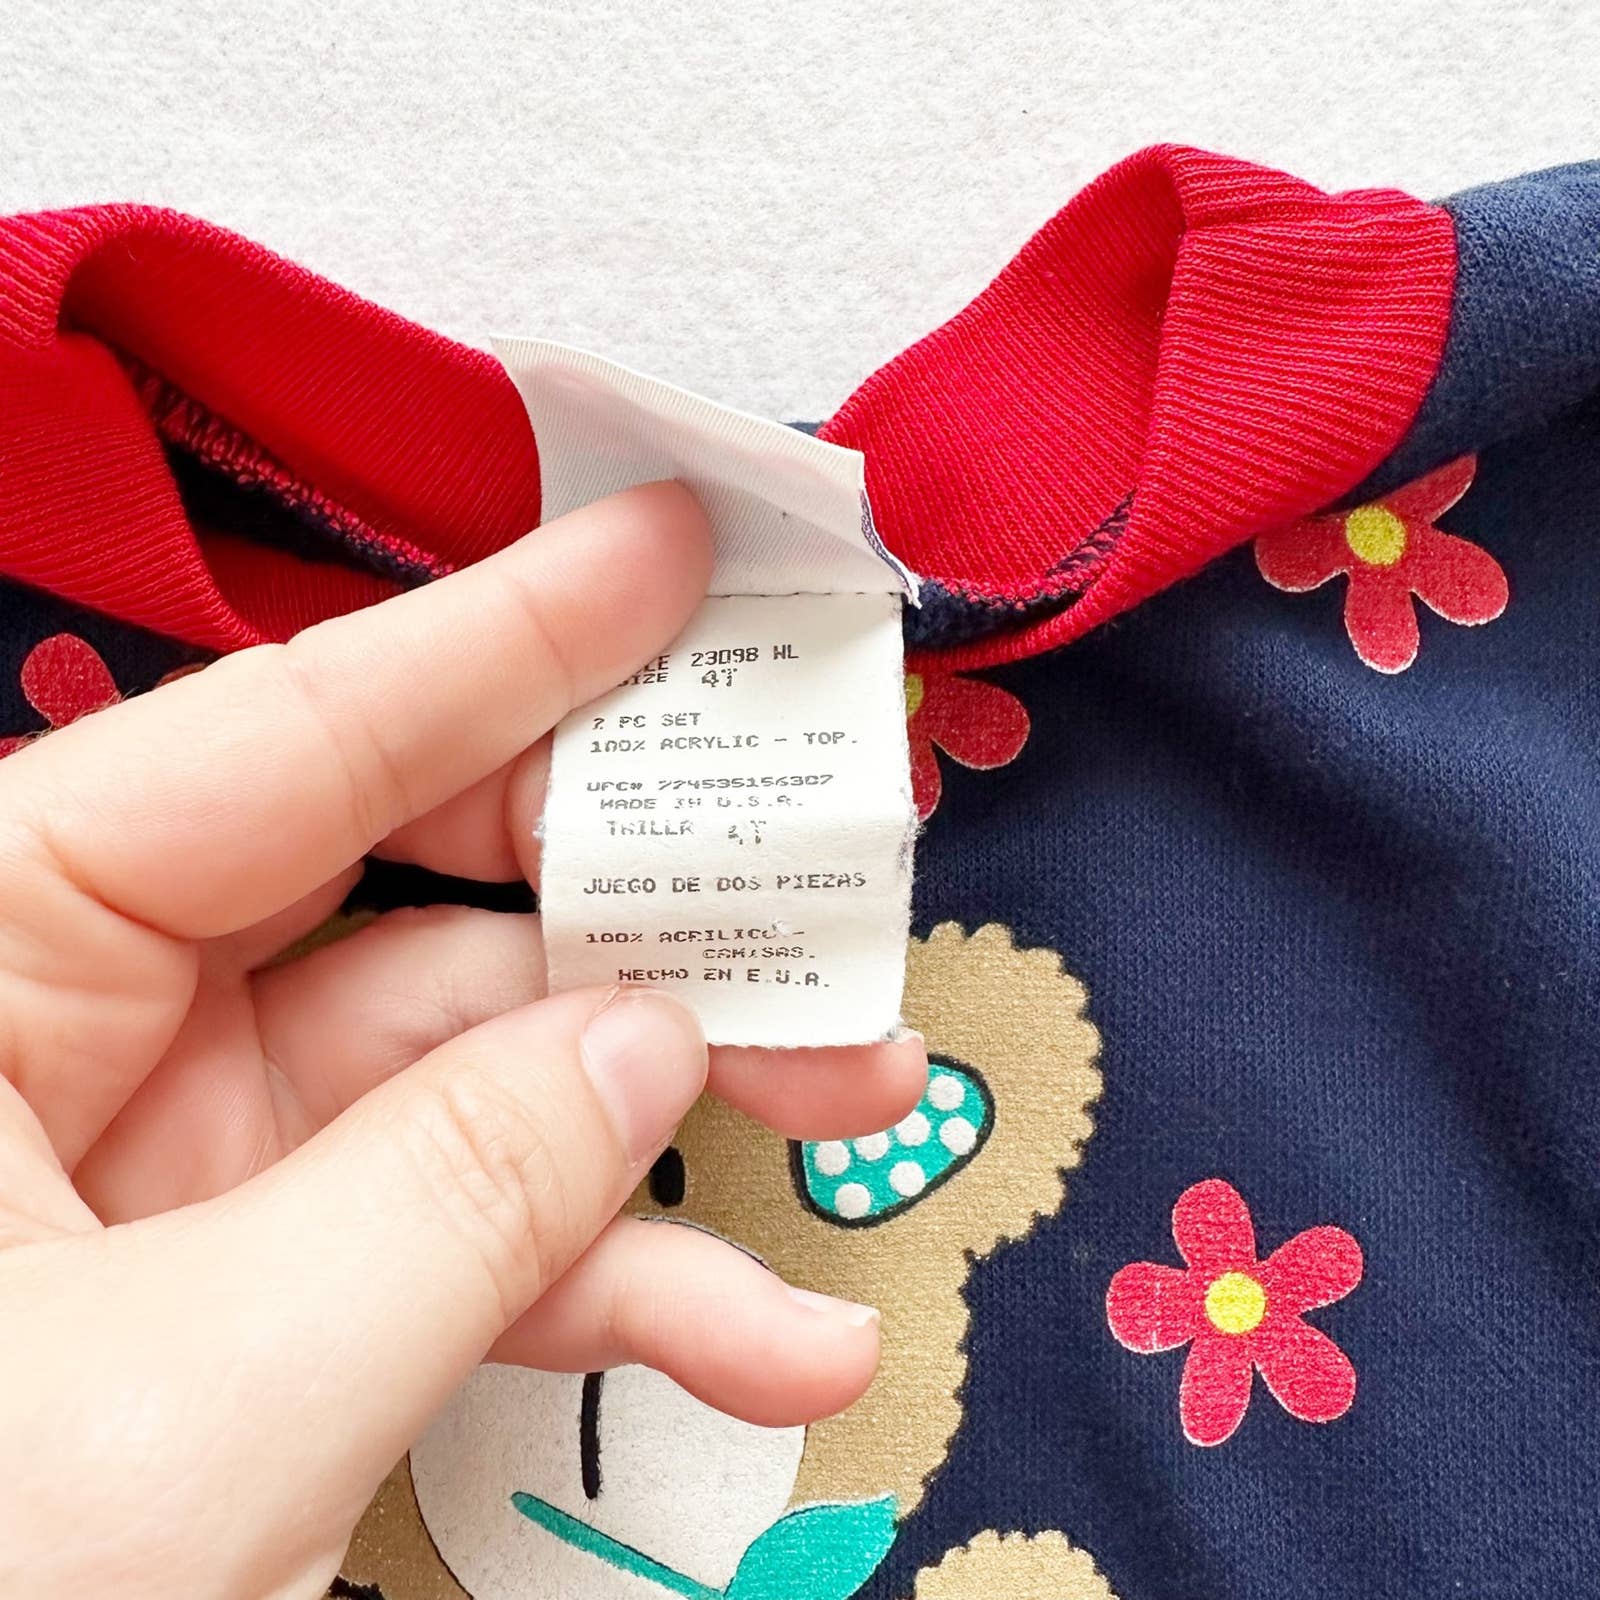 23098 WL
SIZE 4T
2 PC SET
100% ACRYLIC - TOP.
UPC# 774535156307
MADE IN U.S.A.
TAILLA 4T
JUEGO DE DOS PIEZAS
100% ACRILICO -
CAMISAS.
HECHO EN E.U.A.